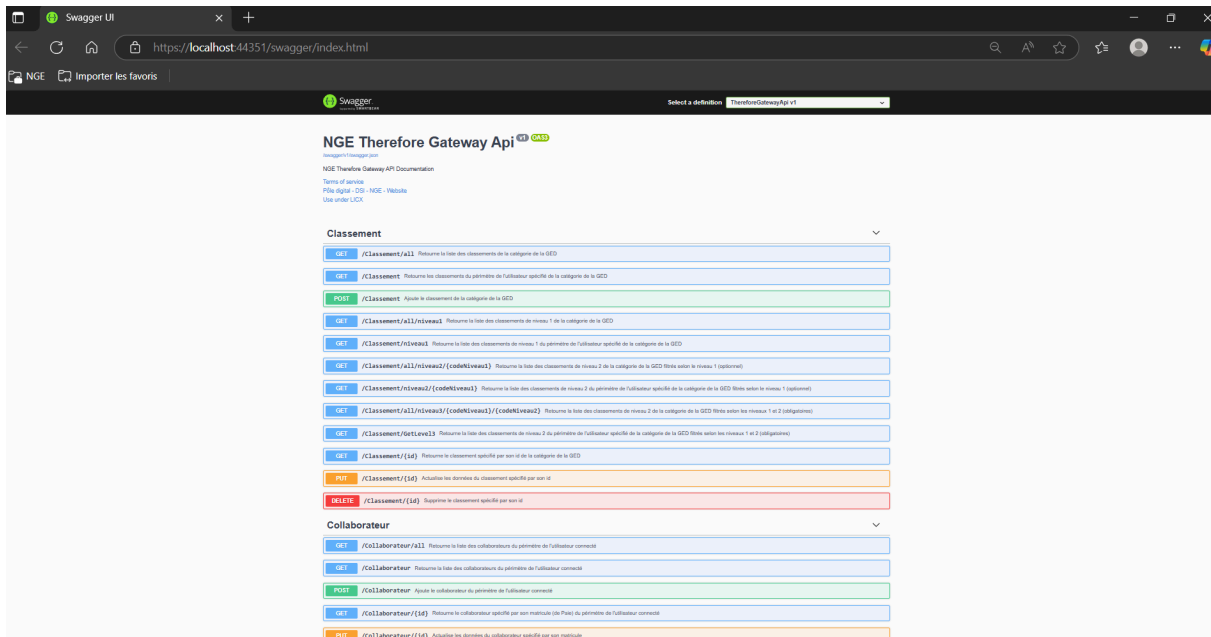 Swagger UI
https://localhost:44351/swagger/index.html
NGE Importer les favoris
Swagger. Select a definition ThereforeGatewayApi v1
NGE Therefore Gateway Api v1 OAS3
/swagger/v1/swagger.json
NGE Therefore Gateway API Documentation
Terms of service
Pôle digital - DSI - NGE - Website
Use under LICX
Classement
GET /Classement/all Retourne la liste des classements de la catégorie de la GED
GET /Classement Retourne les classements du périmètre de l'utilisateur spécifié de la catégorie de la GED
POST /Classement Ajoute le classement de la catégorie de la GED
GET /Classement/all/niveau1 Retourne la liste des classements de niveau 1 de la catégorie de la GED
GET /Classement/niveau1 Retourne la liste des classements de niveau 1 du périmètre de l'utilisateur spécifié de la catégorie de la GED
GET /Classement/all/niveau2/{codeNiveau1} Retourne la liste des classements de niveau 2 de la catégorie de la GED filtrés selon le niveau 1 (optionnel)
GET /Classement/niveau2/{codeNiveau1} Retourne la liste des classements de niveau 2 du périmètre de l'utilisateur spécifié de la catégorie de la GED filtrés selon le niveau 1 (optionnel)
GET /Classement/all/niveau3/{codeNiveau1}/{codeNiveau2} Retourne la liste des classements de niveau 2 de la catégorie de la GED filtrés selon les niveaux 1 et 2 (obligatoires)
GET /Classement/GetLevel3 Retourne la liste des classements de niveau 2 du périmètre de l'utilisateur spécifié de la catégorie de la GED filtrés selon les niveaux 1 et 2 (obligatoires)
GET /Classement/{id} Retourne le classement spécifié par son id de la catégorie de la GED
PUT /Classement/{id} Actualise les données du classement spécifié par son id
DELETE /Classement/{id} Supprime le classement spécifié par son id
Collaborateur
GET /Collaborateur/all Retourne la liste des collaborateurs du périmètre de l'utilisateur connecté
GET /Collaborateur Retourne la liste des collaborateurs du périmètre de l'utilisateur connecté
POST /Collaborateur Ajoute le collaborateur du périmètre de l'utilisateur connecté
GET /Collaborateur/{id} Retourne le collaborateur spécifié par son matricule (de Paie) du périmètre de l'utilisateur connecté
PUT /Collaborateur/{id} Actualise les données du collaborateur spécifié par son matricule